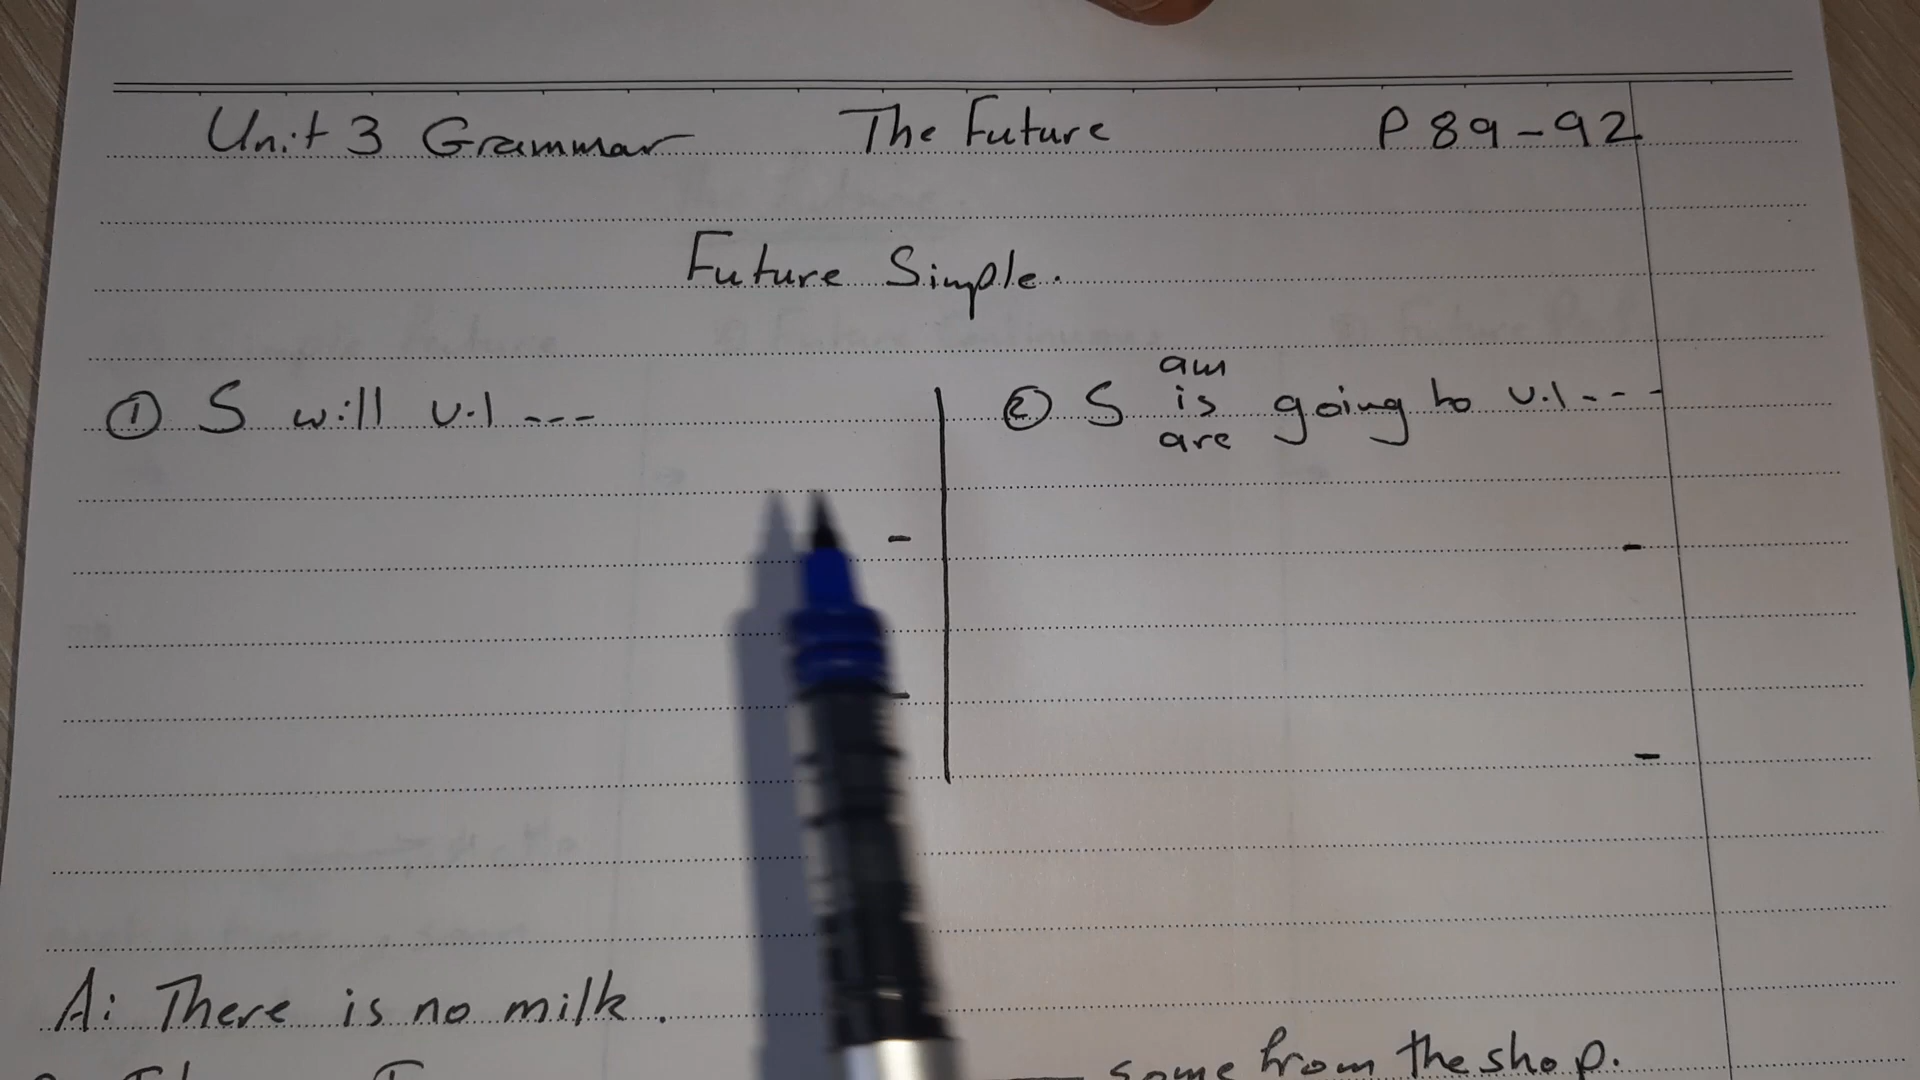 Unit 3 Grammar The Future P 89-92
Future Simple.
① S will v.1 ---
② S am is are going to v.1 ---
-
-
-
-
A: There is no milk.
some from the shop.